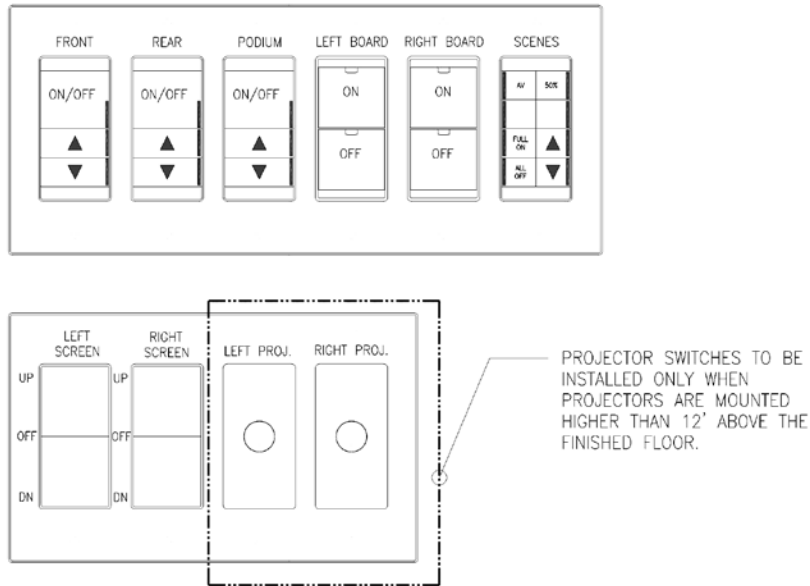 FRONT
REAR
PODIUM
LEFT BOARD
RIGHT BOARD
SCENES
ON/OFF
ON/OFF
ON/OFF
ON
ON
AV
50%
OFF
OFF
FULL
ON
ALL
OFF
LEFT
SCREEN
RIGHT
SCREEN
LEFT PROJ.
RIGHT PROJ.
UP
UP
OFF
OFF
DN
DN
PROJECTOR SWITCHES TO BE
INSTALLED ONLY WHEN
PROJECTORS ARE MOUNTED
HIGHER THAN 12' ABOVE THE
FINISHED FLOOR.